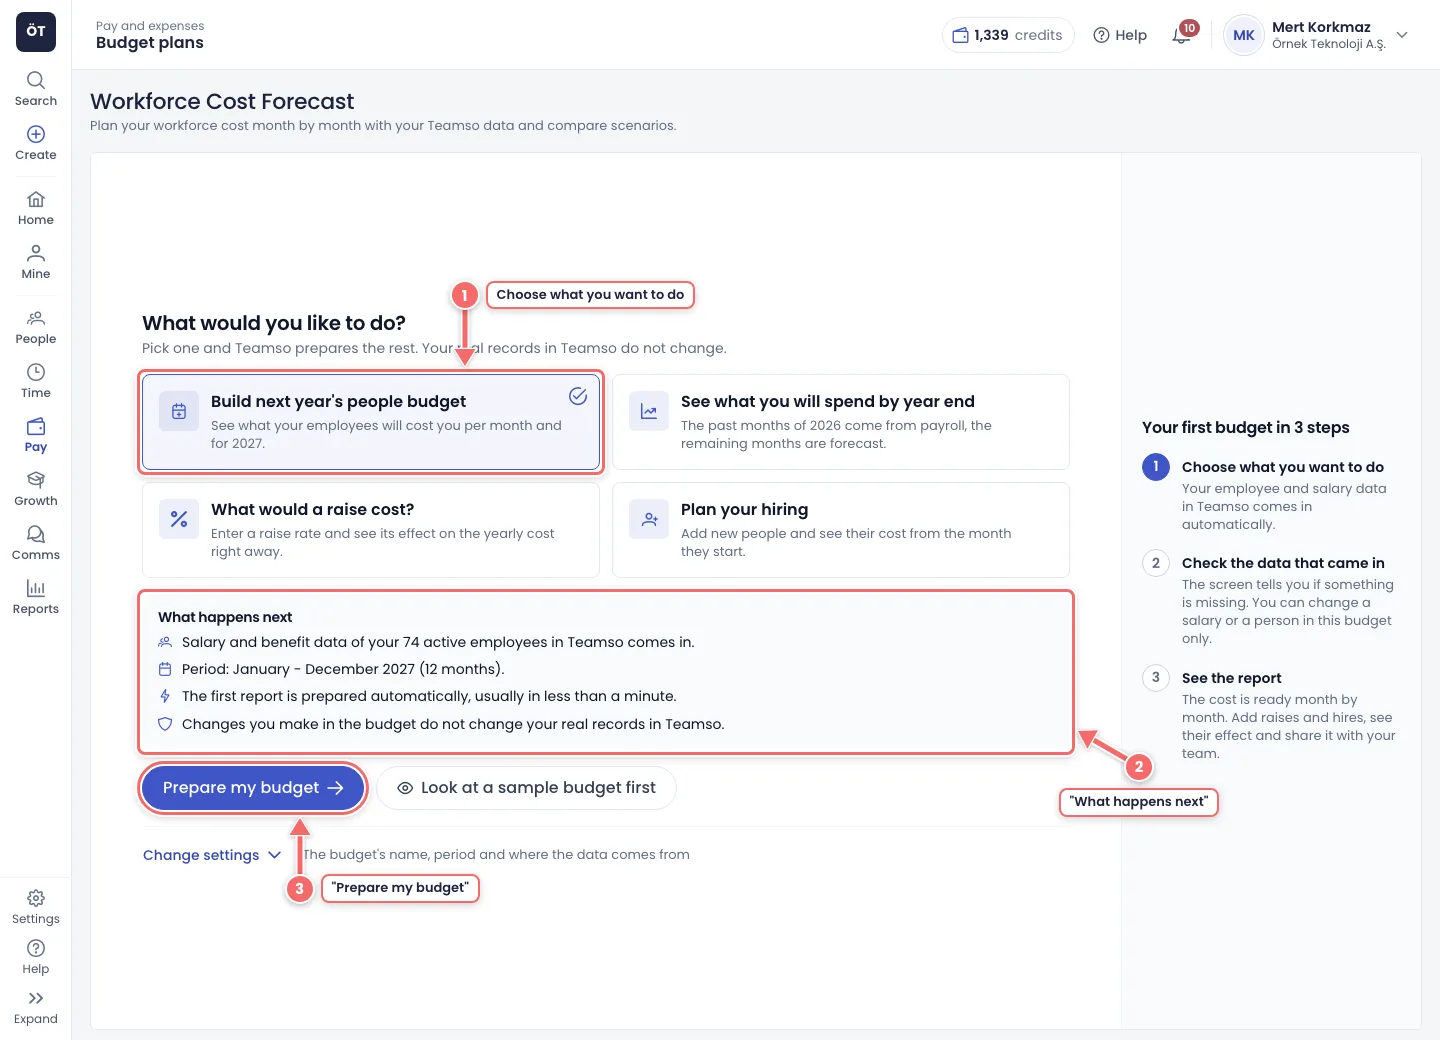 ÖT
Search
Create
Home
Mine
People
Time
Pay
Growth
Comms
Reports
Settings
Help
Expand
Pay and expenses
Budget plans
1,339 credits
Help
10
MK
Mert Korkmaz
Örnek Teknoloji A.Ş.
Workforce Cost Forecast
Plan your workforce cost month by month with your Teamso data and compare scenarios.
1
Choose what you want to do
What would you like to do?
Pick one and Teamso prepares the rest. Your real records in Teamso do not change.
Build next year's people budget
See what your employees will cost you per month and
for 2027.
See what you will spend by year end
The past months of 2026 come from payroll, the
remaining months are forecast.
What would a raise cost?
Enter a raise rate and see its effect on the yearly cost
right away.
Plan your hiring
Add new people and see their cost from the month
they start.
What happens next
Salary and benefit data of your 74 active employees in Teamso comes in.
Period: January - December 2027 (12 months).
The first report is prepared automatically, usually in less than a minute.
Changes you make in the budget do not change your real records in Teamso.
2
"What happens next"
Prepare my budget
Look at a sample budget first
Change settings
The budget's name, period and where the data comes from
3
"Prepare my budget"
Your first budget in 3 steps
1
Choose what you want to do
Your employee and salary data
in Teamso comes in
automatically.
2
Check the data that came in
The screen tells you if something
is missing. You can change a
salary or a person in this budget
only.
3
See the report
The cost is ready month by
month. Add raises and hires, see
their effect and share it with your
team.